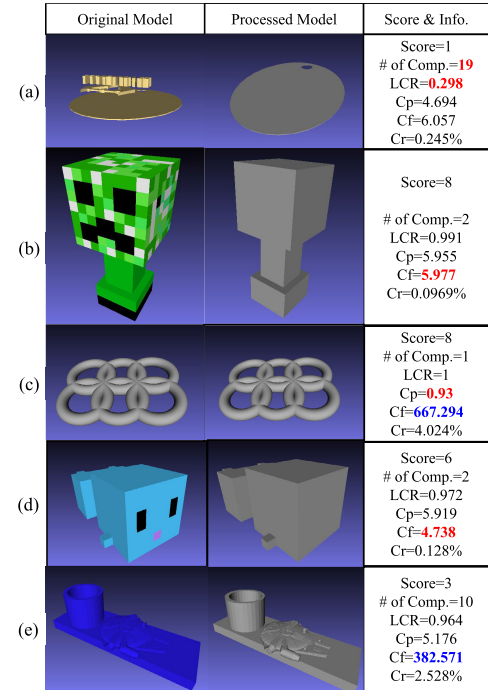 Original Model
Processed Model
Score & Info.
(a)
Score=1
# of Comp.=19
LCR=0.298
Cp=4.694
Cf=6.057
Cr=0.245%
(b)
Score=8
# of Comp.=2
LCR=0.991
Cp=5.955
Cf=5.977
Cr=0.0969%
(c)
Score=8
# of Comp.=1
LCR=1
Cp=0.93
Cf=667.294
Cr=4.024%
(d)
Score=6
# of Comp.=2
LCR=0.972
Cp=5.919
Cf=4.738
Cr=0.128%
(e)
Score=3
# of Comp.=10
LCR=0.964
Cp=5.176
Cf=382.571
Cr=2.528%